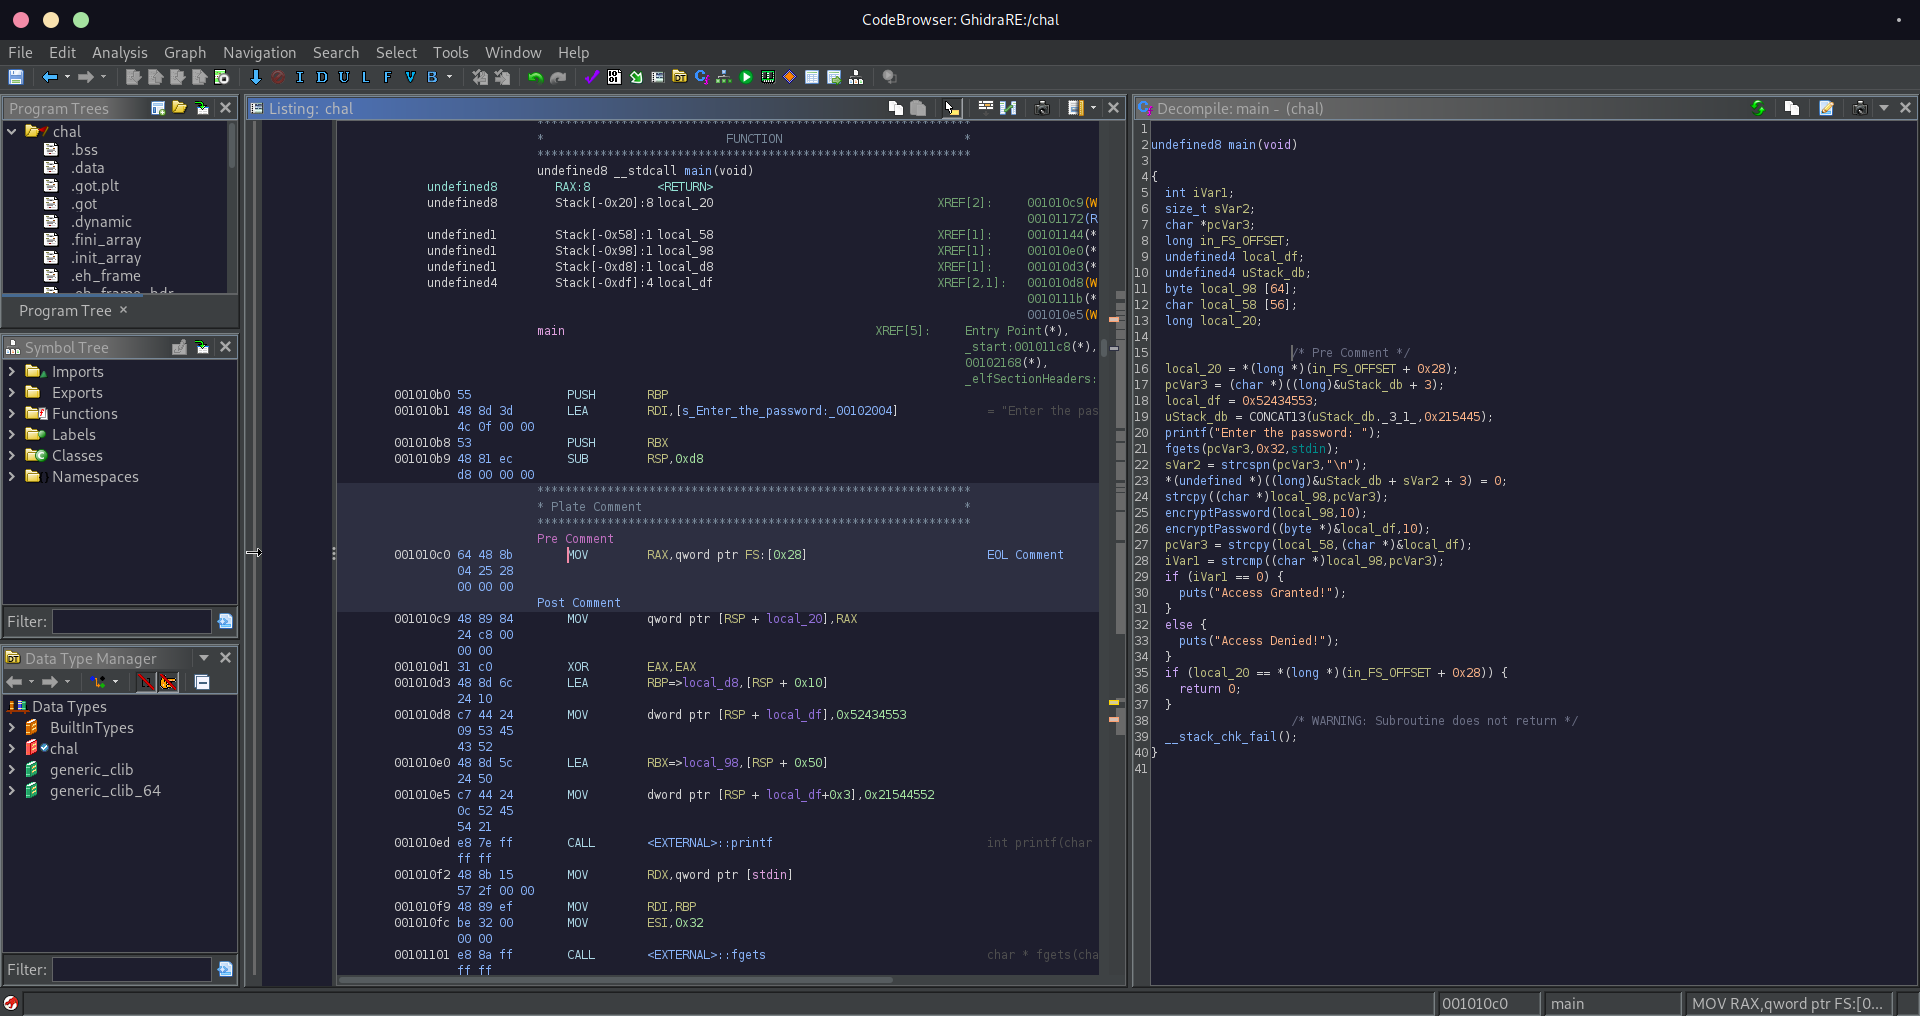 CodeBrowser: GhidraRE:/chal
File Edit Analysis Graph Navigation Search Select Tools Window Help
I D U L F V B
Program Trees
chal
.bss
.data
.got.plt
.got
.dynamic
.fini_array
.init_array
.eh_frame
.eh_frame_hdr
Program Tree ×
Symbol Tree
Imports
Exports
Functions
Labels
Classes
Namespaces
Filter:
Data Type Manager
Data Types
BuiltInTypes
chal
generic_clib
generic_clib_64
Filter:
Listing: chal
*************************************************************
* FUNCTION *
*************************************************************
undefined8 __stdcall main(void)
undefined8 RAX:8 <RETURN>
undefined8 Stack[-0x20]:8 local_20 XREF[2]: 001010c9(W
00101172(R
undefined1 Stack[-0x58]:1 local_58 XREF[1]: 00101144(*
undefined1 Stack[-0x98]:1 local_98 XREF[1]: 001010e0(*
undefined1 Stack[-0xd8]:1 local_d8 XREF[1]: 001010d3(*
undefined4 Stack[-0xdf]:4 local_df XREF[2,1]: 001010d8(W
0010111b(*
001010e5(W
main XREF[5]: Entry Point(*),
_start:001011c8(*),
00102168(*),
_elfSectionHeaders:
001010b0 55 PUSH RBP
001010b1 48 8d 3d LEA RDI,[s_Enter_the_password:_00102004] = "Enter the pas
4c 0f 00 00
001010b8 53 PUSH RBX
001010b9 48 81 ec SUB RSP,0xd8
d8 00 00 00
*************************************************************
* Plate Comment *
*************************************************************
Pre Comment
001010c0 64 48 8b MOV RAX,qword ptr FS:[0x28] EOL Comment
04 25 28
00 00 00
Post Comment
001010c9 48 89 84 MOV qword ptr [RSP + local_20],RAX
24 c8 00
00 00
001010d1 31 c0 XOR EAX,EAX
001010d3 48 8d 6c LEA RBP=>local_d8,[RSP + 0x10]
24 10
001010d8 c7 44 24 MOV dword ptr [RSP + local_df],0x52434553
09 53 45
43 52
001010e0 48 8d 5c LEA RBX=>local_98,[RSP + 0x50]
24 50
001010e5 c7 44 24 MOV dword ptr [RSP + local_df+0x3],0x21544552
0c 52 45
54 21
001010ed e8 7e ff CALL <EXTERNAL>::printf int printf(char
ff ff
001010f2 48 8b 15 MOV RDX,qword ptr [stdin]
57 2f 00 00
001010f9 48 89 ef MOV RDI,RBP
001010fc be 32 00 MOV ESI,0x32
00 00
00101101 e8 8a ff CALL <EXTERNAL>::fgets char * fgets(cha
ff ff
Decompile: main - (chal)
1
2 undefined8 main(void)
3
4 {
5 int iVar1;
6 size_t sVar2;
7 char *pcVar3;
8 long in_FS_OFFSET;
9 undefined4 local_df;
10 undefined4 uStack_db;
11 byte local_98 [64];
12 char local_58 [56];
13 long local_20;
14
15 /* Pre Comment */
16 local_20 = *(long *)(in_FS_OFFSET + 0x28);
17 pcVar3 = (char *)((long)&uStack_db + 3);
18 local_df = 0x52434553;
19 uStack_db = CONCAT13(uStack_db._3_1_,0x215445);
20 printf("Enter the password: ");
21 fgets(pcVar3,0x32,stdin);
22 sVar2 = strcspn(pcVar3,"\n");
23 *(undefined *)((long)&uStack_db + sVar2 + 3) = 0;
24 strcpy((char *)local_98,pcVar3);
25 encryptPassword(local_98,10);
26 encryptPassword((byte *)&local_df,10);
27 pcVar3 = strcpy(local_58,(char *)&local_df);
28 iVar1 = strcmp((char *)local_98,pcVar3);
29 if (iVar1 == 0) {
30 puts("Access Granted!");
31 }
32 else {
33 puts("Access Denied!");
34 }
35 if (local_20 == *(long *)(in_FS_OFFSET + 0x28)) {
36 return 0;
37 }
38 /* WARNING: Subroutine does not return */
39 __stack_chk_fail();
40 }
41
001010c0 main MOV RAX,qword ptr FS:[0...